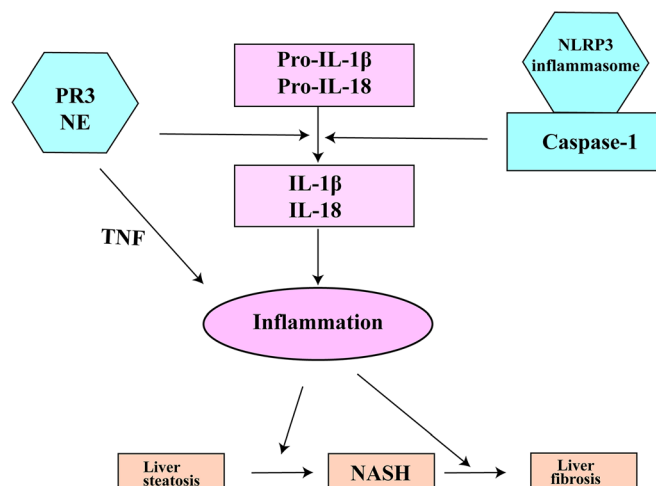 Pro-IL-1β
Pro-IL-18
NLRP3
inflammasome
PR3
NE
Caspase-1
IL-1β
IL-18
TNF
Inflammation
Liver
steatosis
NASH
Liver
fibrosis